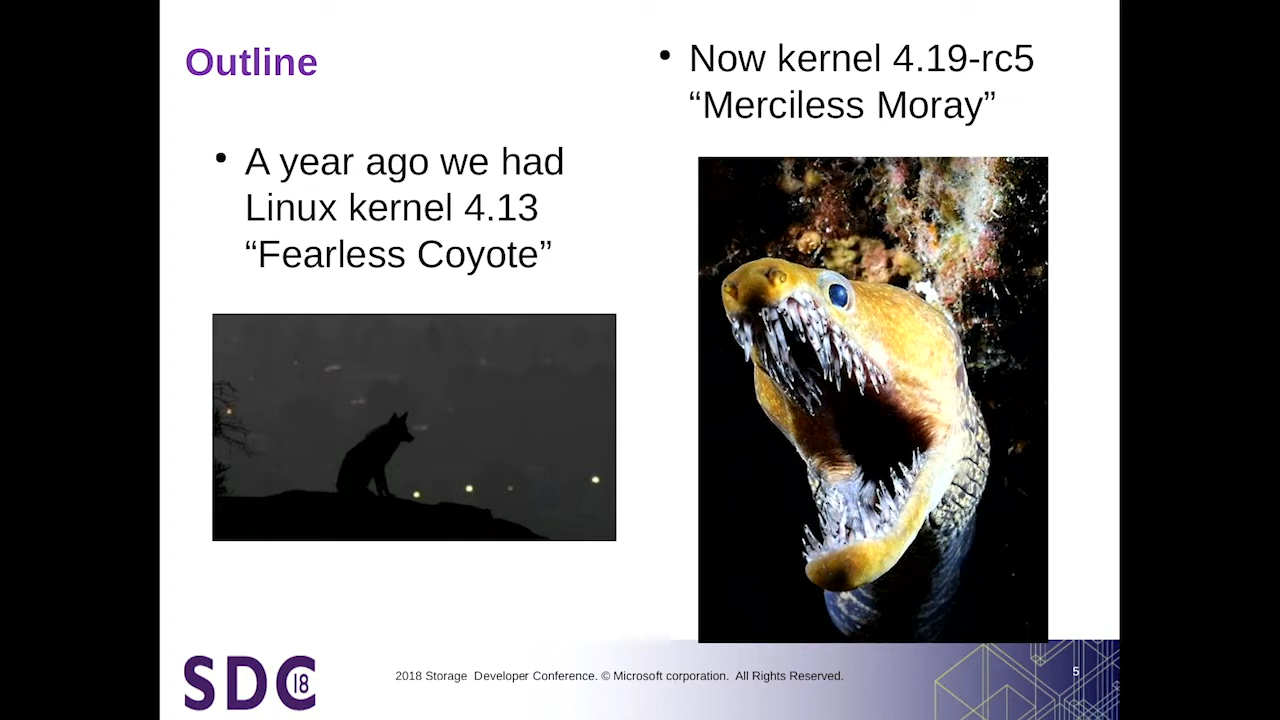 Outline
• A year ago we had
Linux kernel 4.13
“Fearless Coyote”
• Now kernel 4.19-rc5
“Merciless Moray”
SDC 18
2018 Storage Developer Conference. © Microsoft corporation. All Rights Reserved.
5